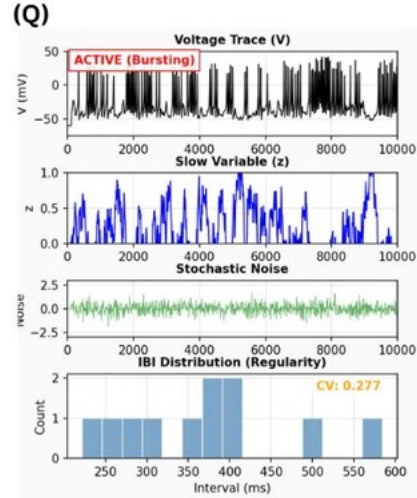 (Q)
Voltage Trace (V)
ACTIVE (Bursting)
V (mV)
50
0
−50
0 2000 4000 6000 8000 10000
Slow Variable (z)
z
1.0
0.5
0.0
0 2000 4000 6000 8000 10000
Stochastic Noise
Noise
2.5
0.0
−2.5
0 2000 4000 6000 8000 10000
IBI Distribution (Regularity)
CV: 0.277
Count
2
1
0
250 300 350 400 450 500 550 600
Interval (ms)